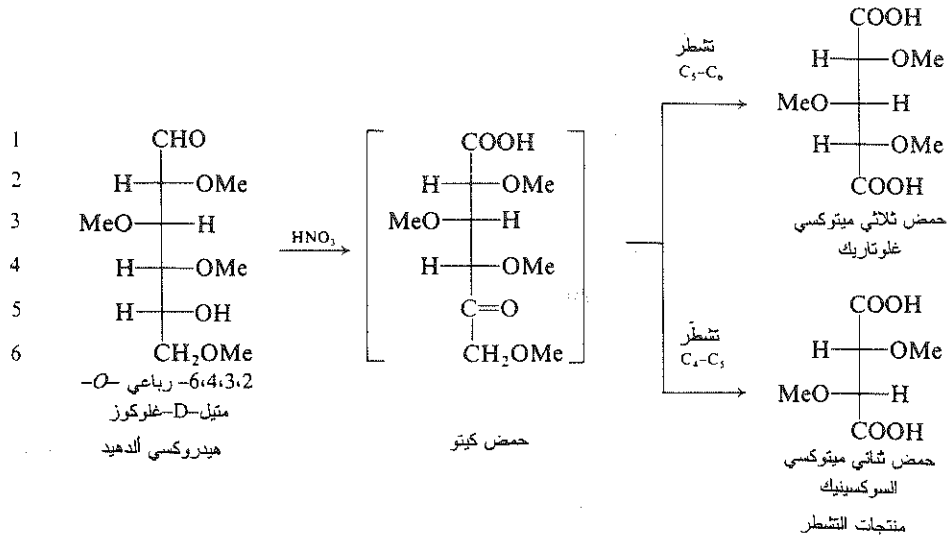 1
2
3
4
5
6
CHO
H OMe
MeO H
H OMe
H OH
CH₂OMe
6،4،3،2- رباعي -O-
متيل-D-غلوكوز
هيدروكسي ألدهيد
HNO₃
COOH
H OMe
MeO H
H OMe
C=O
CH₂OMe
حمض كيتو
تشطر
C₅-C₆
COOH
H OMe
MeO H
H OMe
COOH
حمض ثلاثي ميتوكسي
غلوتاريك
تشطّر
C₄-C₅
COOH
H OMe
MeO H
COOH
حمض ثنائي ميتوكسي
السوكسينيك
منتجات التشطر